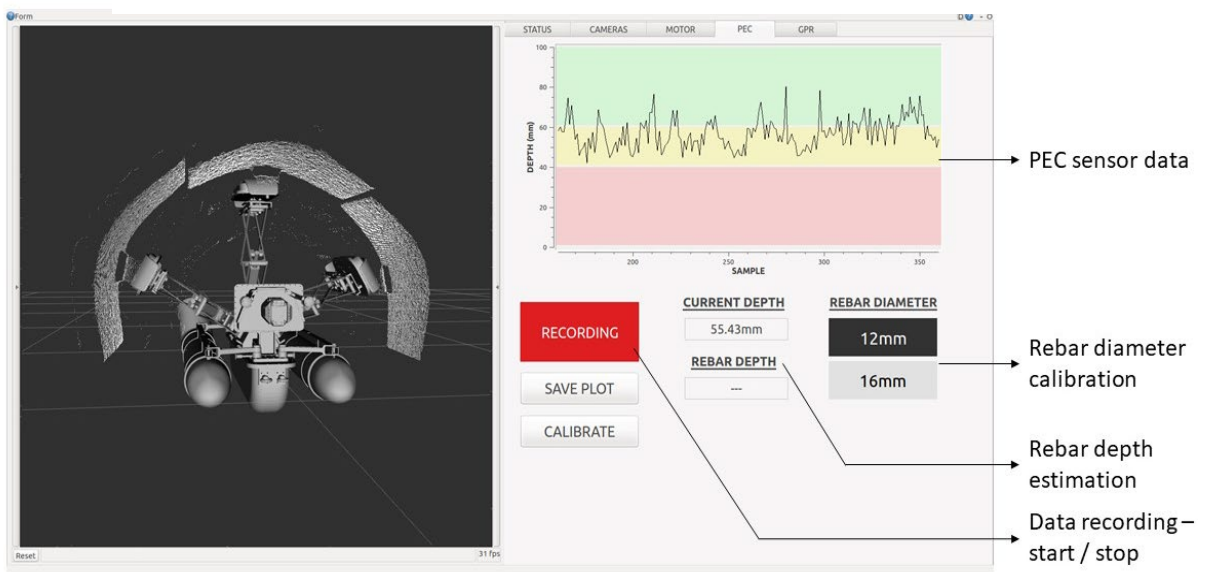 Form
STATUS CAMERAS MOTOR PEC GPR
100
80
60
40
20
0
DEPTH (mm)
200 250 300 350
SAMPLE
PEC sensor data
RECORDING
SAVE PLOT
CALIBRATE
CURRENT DEPTH
55.43mm
REBAR DEPTH
---
REBAR DIAMETER
12mm
16mm
Rebar diameter
calibration
Rebar depth
estimation
Data recording –
start / stop
Reset
31 fps